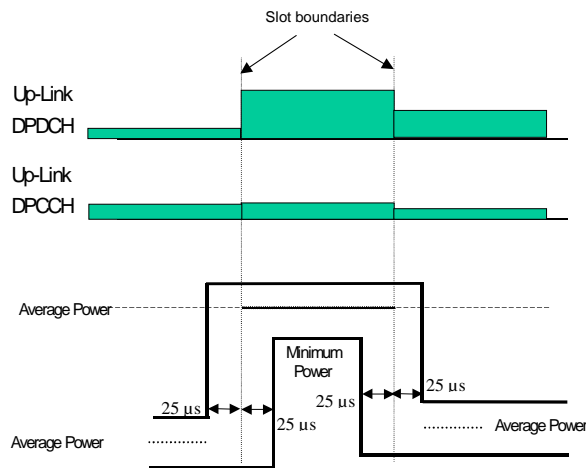 Slot boundaries
Up-Link
DPDCH
Up-Link
DPCCH
Average Power
Minimum
Power
25 µs
25 µs
25 µs
25 µs
Average Power
Average Power